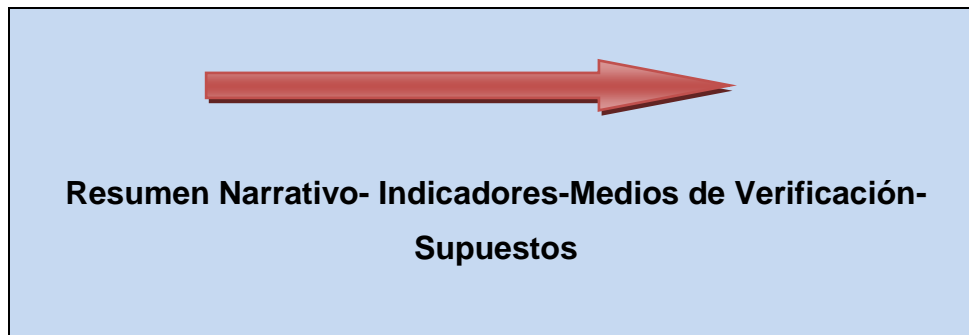 Resumen Narrativo- Indicadores-Medios de Verificación-
Supuestos